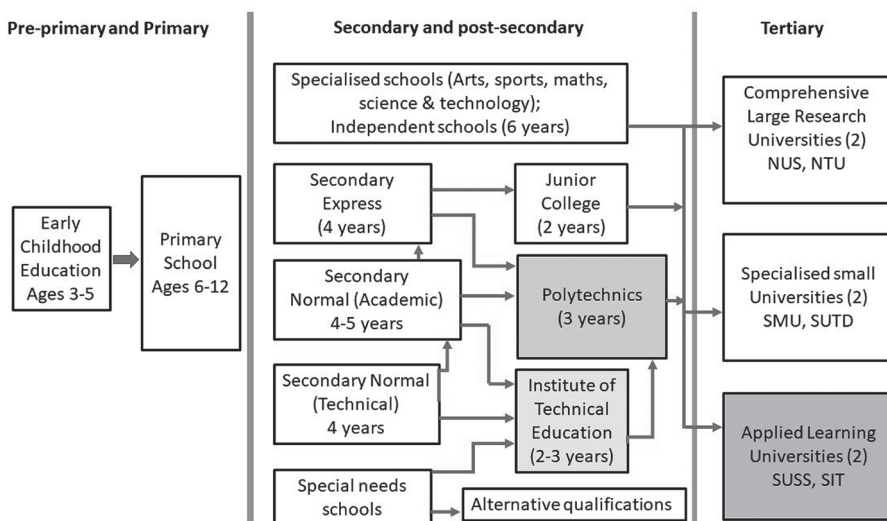 Pre-primary and Primary
Secondary and post-secondary
Tertiary
Early
Childhood
Education
Ages 3-5
Primary
School
Ages 6-12
Specialised schools (Arts, sports, maths,
science & technology);
Independent schools (6 years)
Secondary
Express
(4 years)
Junior
College
(2 years)
Secondary
Normal (Academic)
4-5 years
Polytechnics
(3 years)
Secondary Normal
(Technical)
4 years
Institute of
Technical
Education
(2-3 years)
Special needs
schools
Alternative qualifications
Comprehensive
Large Research
Universities (2)
NUS, NTU
Specialised small
Universities (2)
SMU, SUTD
Applied Learning
Universities (2)
SUSS, SIT